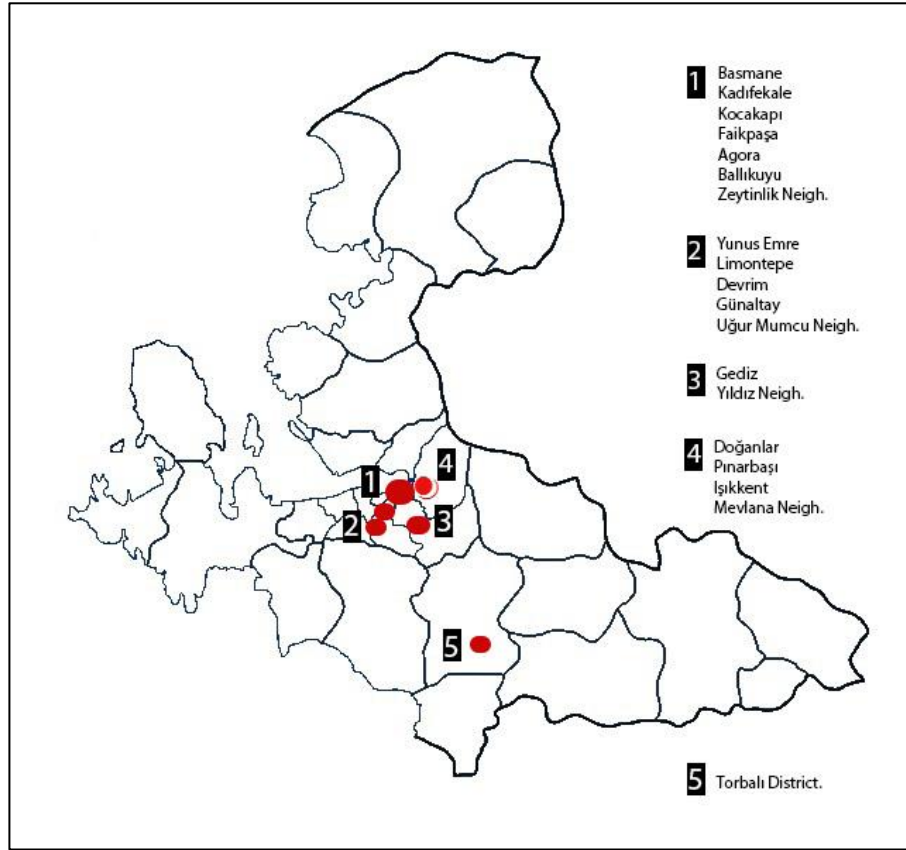 1 Basmane
Kadıfekale
Kocakapı
Faikpaşa
Agora
Ballıkuyu
Zeytinlik Neigh.
2 Yunus Emre
Limontepe
Devrim
Günaltay
Uğur Mumcu Neigh.
3 Gediz
Yıldız Neigh.
4 Doğanlar
Pınarbaşı
Işıkkent
Mevlana Neigh.
5 Torbalı District.
4
1
2
3
5